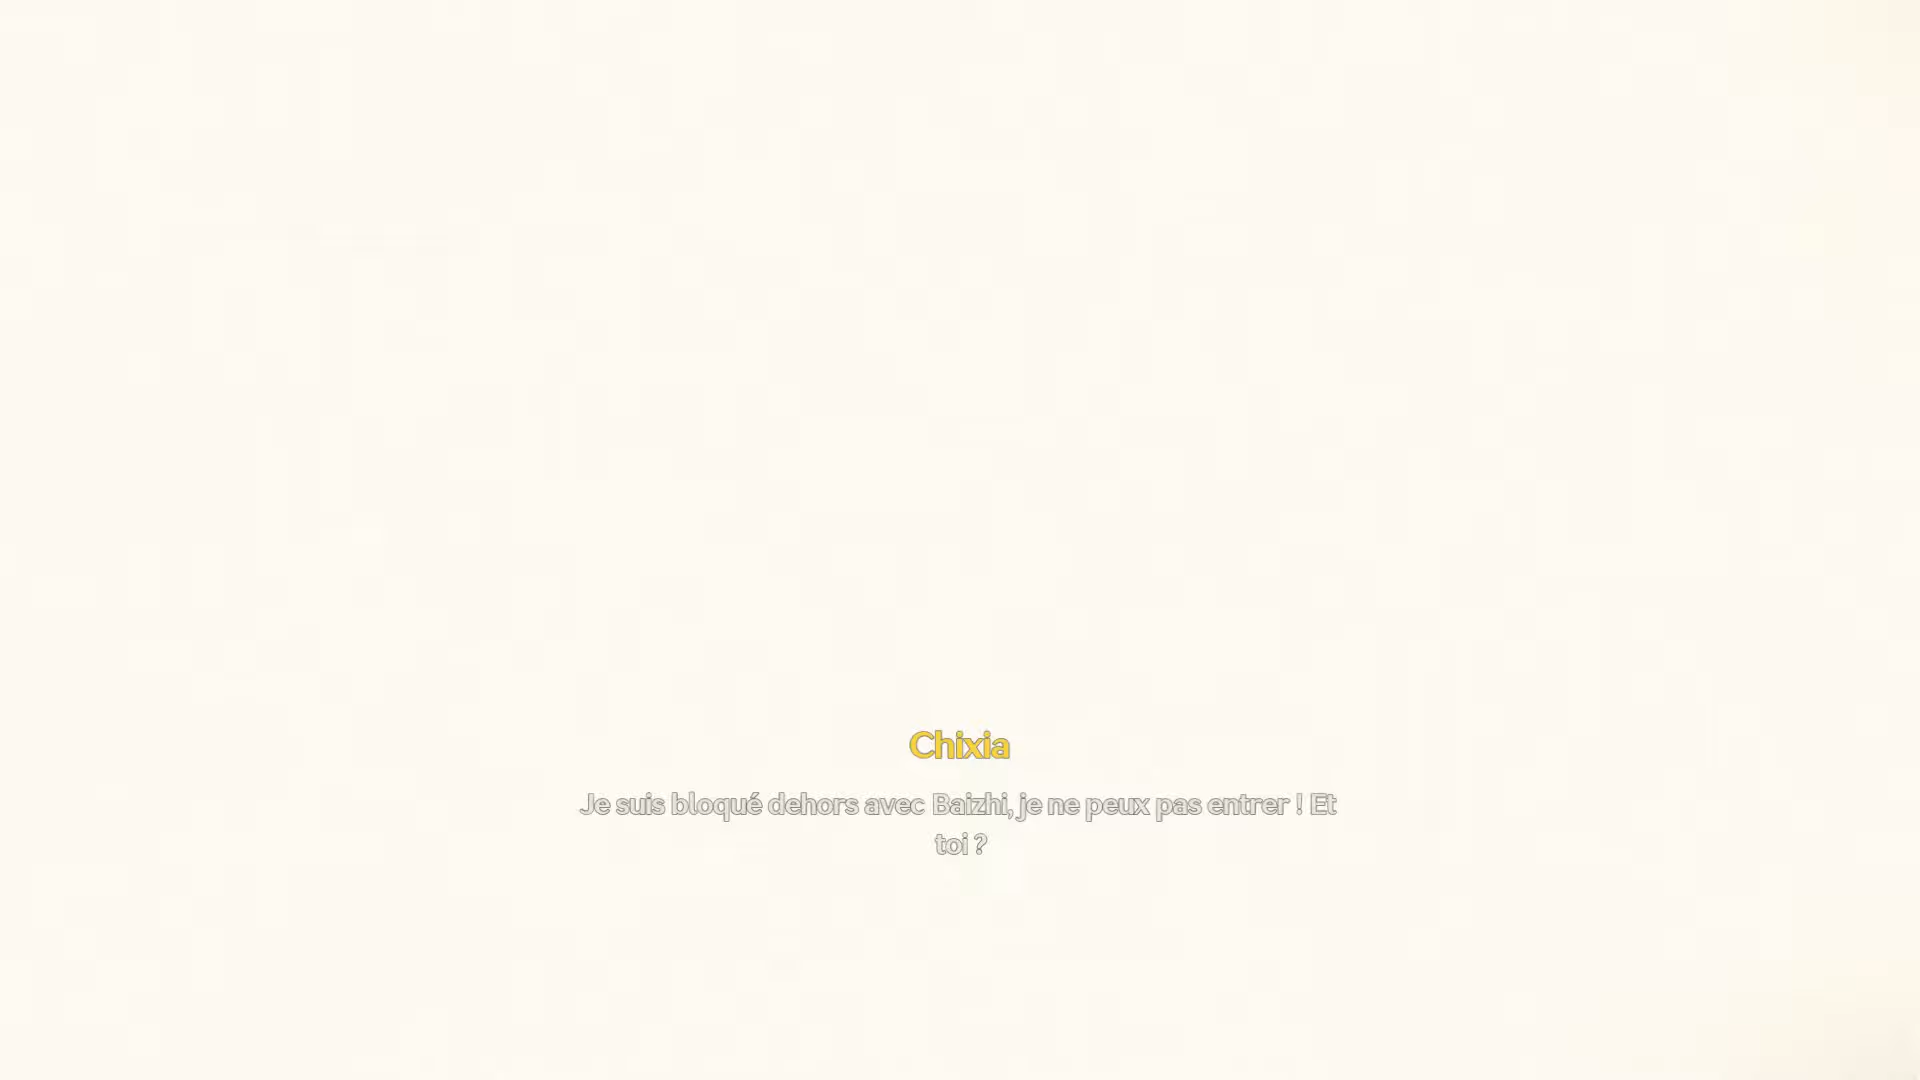 Chixia
Je suis bloqué dehors avec Baizhi, je ne peux pas entrer ! Et
toi ?